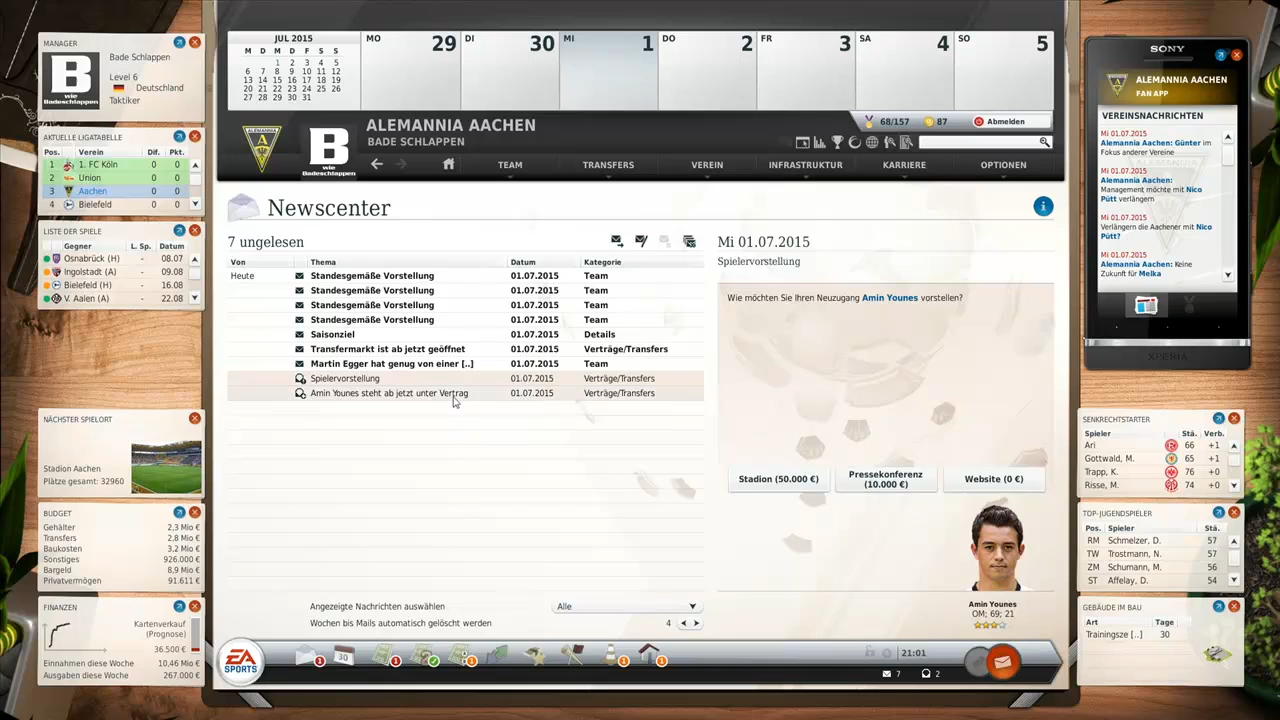 MANAGER
Bade Schlappen
Level 6
Deutschland
Taktiker
B
wie
Badeschlappen
AKTUELLE LIGATABELLE
Pos. Verein Dif. Pkt.
1 1. FC Köln 0 0
2 Union 0 0
3 Aachen 0 0
4 Bielefeld 0 0
LISTE DER SPIELE
Gegner L. Sp. Datum
Osnabrück (H) - 08.07
Ingolstadt (A) - 09.08
Bielefeld (H) - 16.08
V. Aalen (A) - 22.08
NÄCHSTER SPIELORT
Stadion Aachen
Plätze gesamt: 32960
BUDGET
Gehälter 2,3 Mio €
Transfers 2,8 Mio €
Baukosten 3,2 Mio €
Sonstiges 926.000 €
Bargeld 8,9 Mio €
Privatvermögen 91.611 €
FINANZEN
Kartenverkauf
(Prognose)
36.500 €
Einnahmen diese Woche 10,46 Mio €
Ausgaben diese Woche 267.000 €
JUL 2015
M D M D F S S
1 2 3 4 5
6 7 8 9 10 11 12
13 14 15 16 17 18 19
20 21 22 23 24 25 26
27 28 29 30 31
MO 29
DI 30
MI 1
DO 2
FR 3
SA 4
SO 5
ALEMANNIA
B
wie
Badeschlappen
ALEMANNIA AACHEN
BADE SCHLAPPEN
68/157 87 Abmelden
TEAM TRANSFERS VEREIN INFRASTRUKTUR KARRIERE OPTIONEN
Newscenter
7 ungelesen
Von Thema Datum Kategorie
Heute Standesgemäße Vorstellung 01.07.2015 Team
Standesgemäße Vorstellung 01.07.2015 Team
Standesgemäße Vorstellung 01.07.2015 Team
Standesgemäße Vorstellung 01.07.2015 Team
Saisonziel 01.07.2015 Details
Transfermarkt ist ab jetzt geöffnet 01.07.2015 Verträge/Transfers
Martin Egger hat genug von einer [..] 01.07.2015 Team
Spielervorstellung 01.07.2015 Verträge/Transfers
Amin Younes steht ab jetzt unter Vertrag 01.07.2015 Verträge/Transfers
Angezeigte Nachrichten auswählen Alle
Wochen bis Mails automatisch gelöscht werden 4
Mi 01.07.2015
Spielervorstellung
Wie möchten Sie Ihren Neuzugang Amin Younes vorstellen?
Stadion (50.000 €)
Pressekonferenz
(10.000 €)
Website (0 €)
Amin Younes
OM; 69; 21
EA
SPORTS
1 30 1 1 1 1
21:01
7 2
SONY
ALEMANNIA AACHEN
FAN APP
VEREINSNACHRICHTEN
Mi 01.07.2015
Alemannia Aachen: Günter im
Fokus anderer Vereine
Mi 01.07.2015
Alemannia Aachen:
Management möchte mit Nico
Pütt verlängern
Mi 01.07.2015
Verlängern die Aachener mit Nico
Pütt?
Mi 01.07.2015
Alemannia Aachen: Keine
Zukunft für Melka
XPERIA
SENKRECHTSTARTER
Spieler Stä. Verb.
Ari 66 +1
Gottwald, M. 65 +1
Trapp, K. 76 +0
Risse, M. 74 +0
TOP-JUGENDSPIELER
Pos. Spieler Stä.
RM Schmelzer, D. 57
TW Trostmann, N. 57
ZM Schumann, M. 56
ST Affelay, D. 54
GEBÄUDE IM BAU
Art Tage
Trainingsze [..] 30